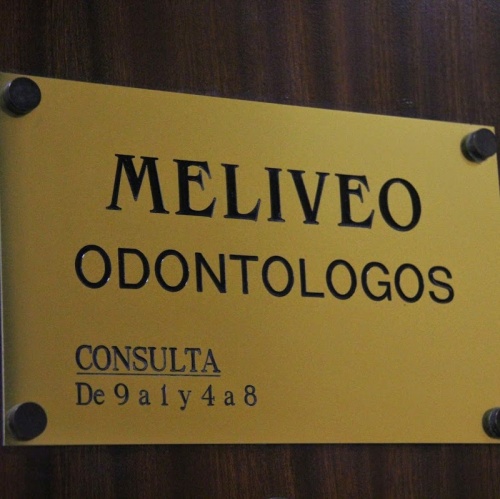 MELIVEO
ODONTOLOGOS
CONSULTA
De 9 a 1 y 4 a 8